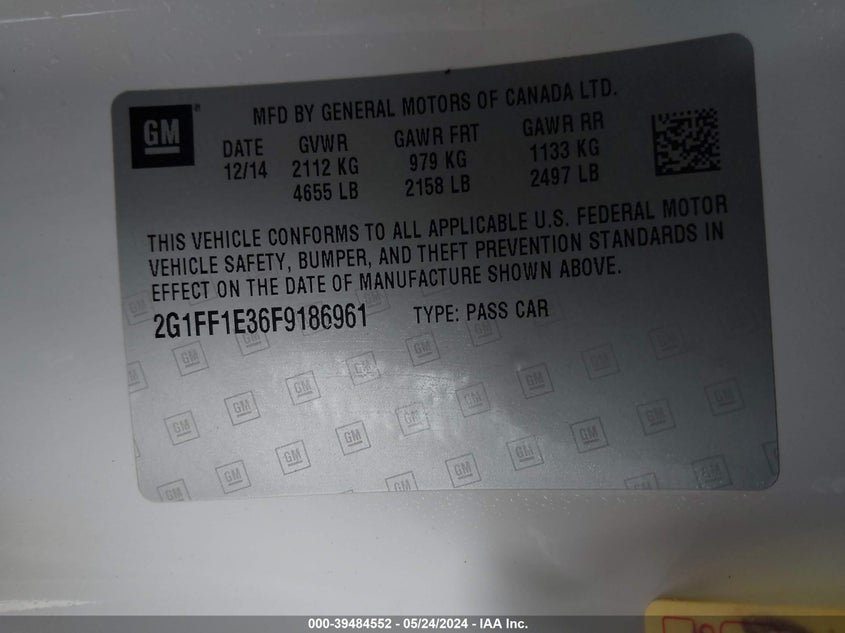 GM ®
MFD BY GENERAL MOTORS OF CANADA LTD.
DATE GVWR GAWR FRT GAWR RR
12/14 2112 KG 979 KG 1133 KG
4655 LB 2158 LB 2497 LB
THIS VEHICLE CONFORMS TO ALL APPLICABLE U.S. FEDERAL MOTOR
VEHICLE SAFETY, BUMPER, AND THEFT PREVENTION STANDARDS IN
EFFECT ON THE DATE OF MANUFACTURE SHOWN ABOVE.
2G1FF1E36F9186961 TYPE: PASS CAR
000-39484552 - 05/24/2024 - IAA Inc.